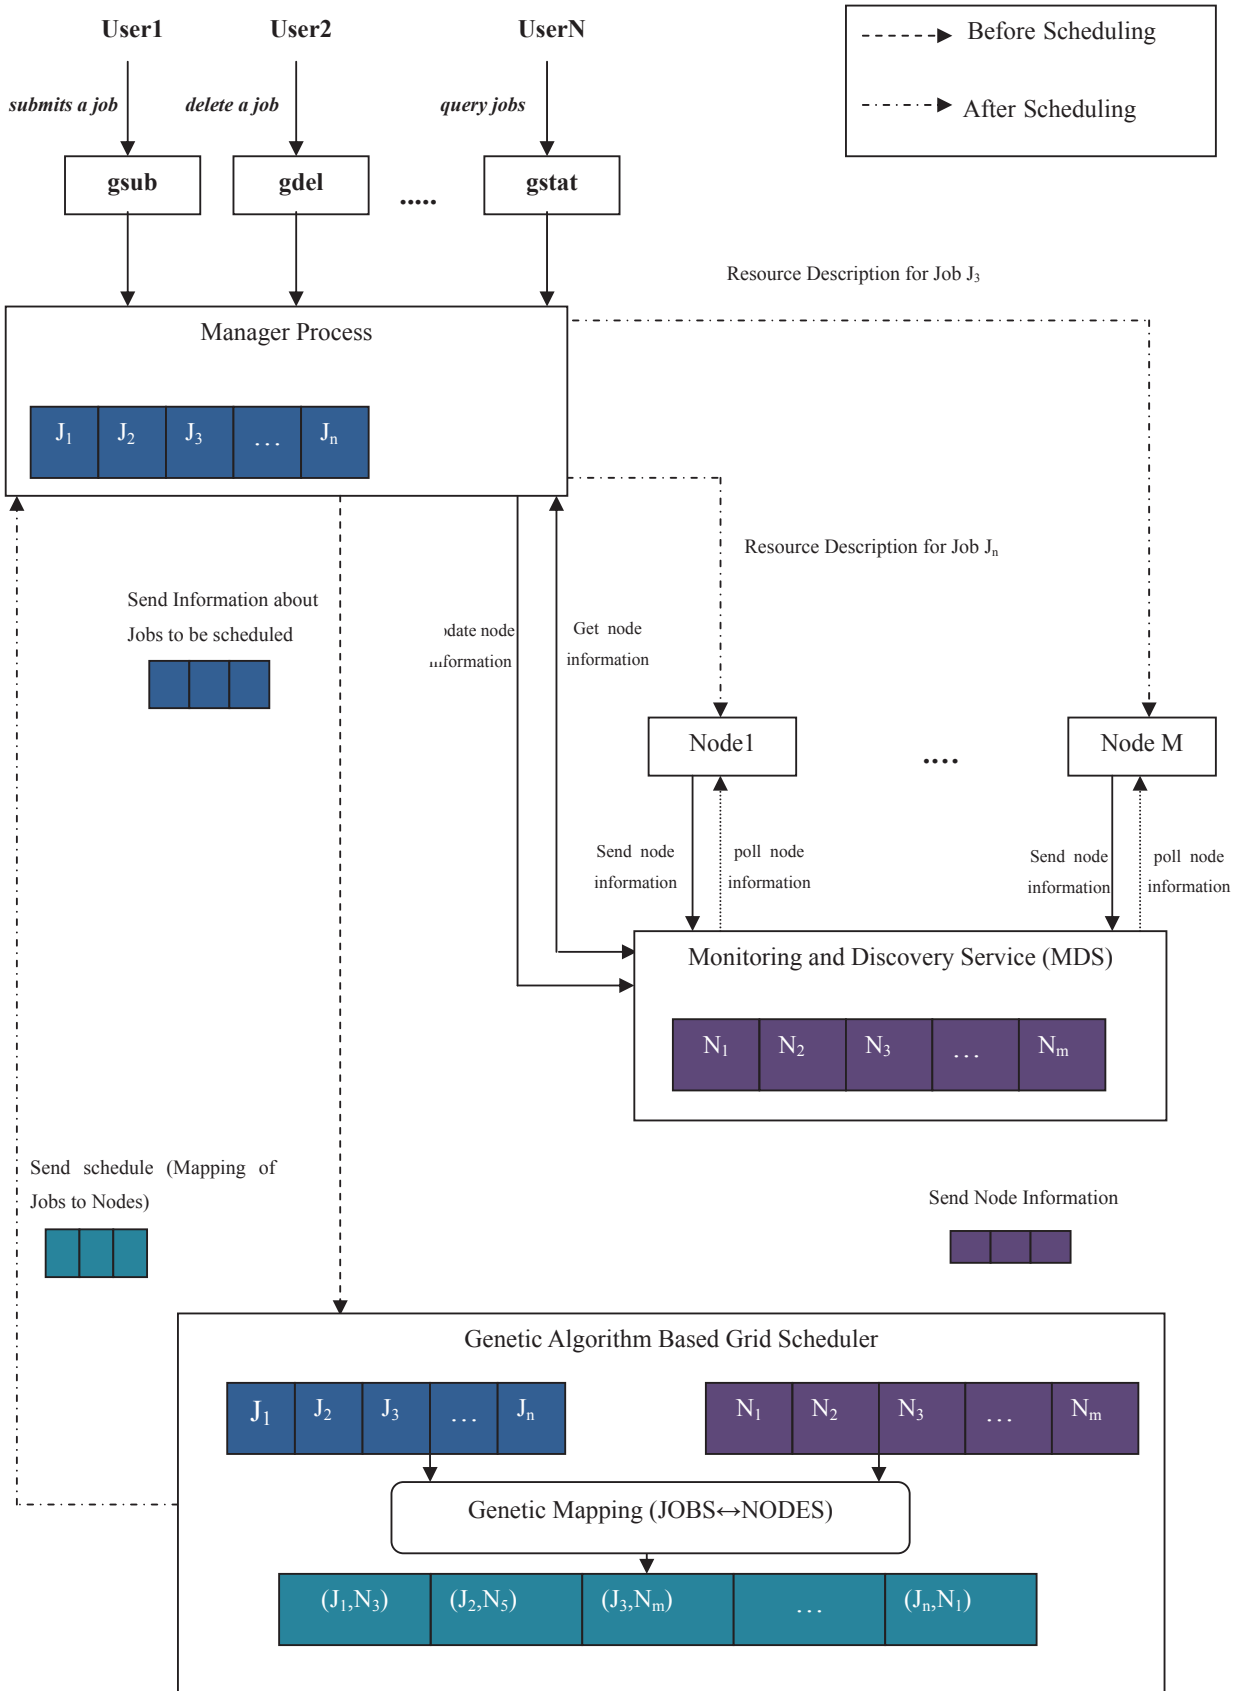 User1
User2
UserN
Before Scheduling
After Scheduling
submits a job
delete a job
query jobs
gsub
gdel
.....
gstat
Resource Description for Job J3
Manager Process
J1 J2 J3 … Jn
Resource Description for Job Jn
Send Information about
Jobs to be scheduled
node
information
Get node
information
Node1
....
Node M
Send node
information
poll node
information
Send node
information
poll node
information
Monitoring and Discovery Service (MDS)
N1 N2 N3 … Nm
Send schedule (Mapping of
Jobs to Nodes)
Send Node Information
Genetic Algorithm Based Grid Scheduler
J1 J2 J3 … Jn
N1 N2 N3 … Nm
Genetic Mapping (JOBS↔NODES)
(J1,N3) (J2,N5) (J3,Nm) … (Jn,N1)